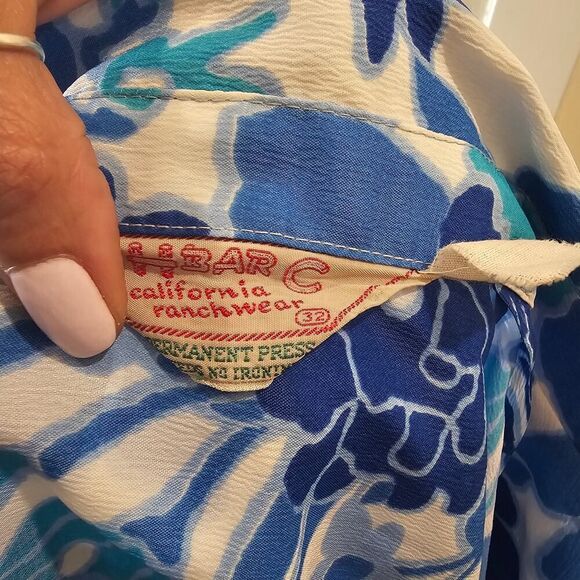 H BAR C
california
ranchwear
32
PERMANENT PRESS
NO IRONING